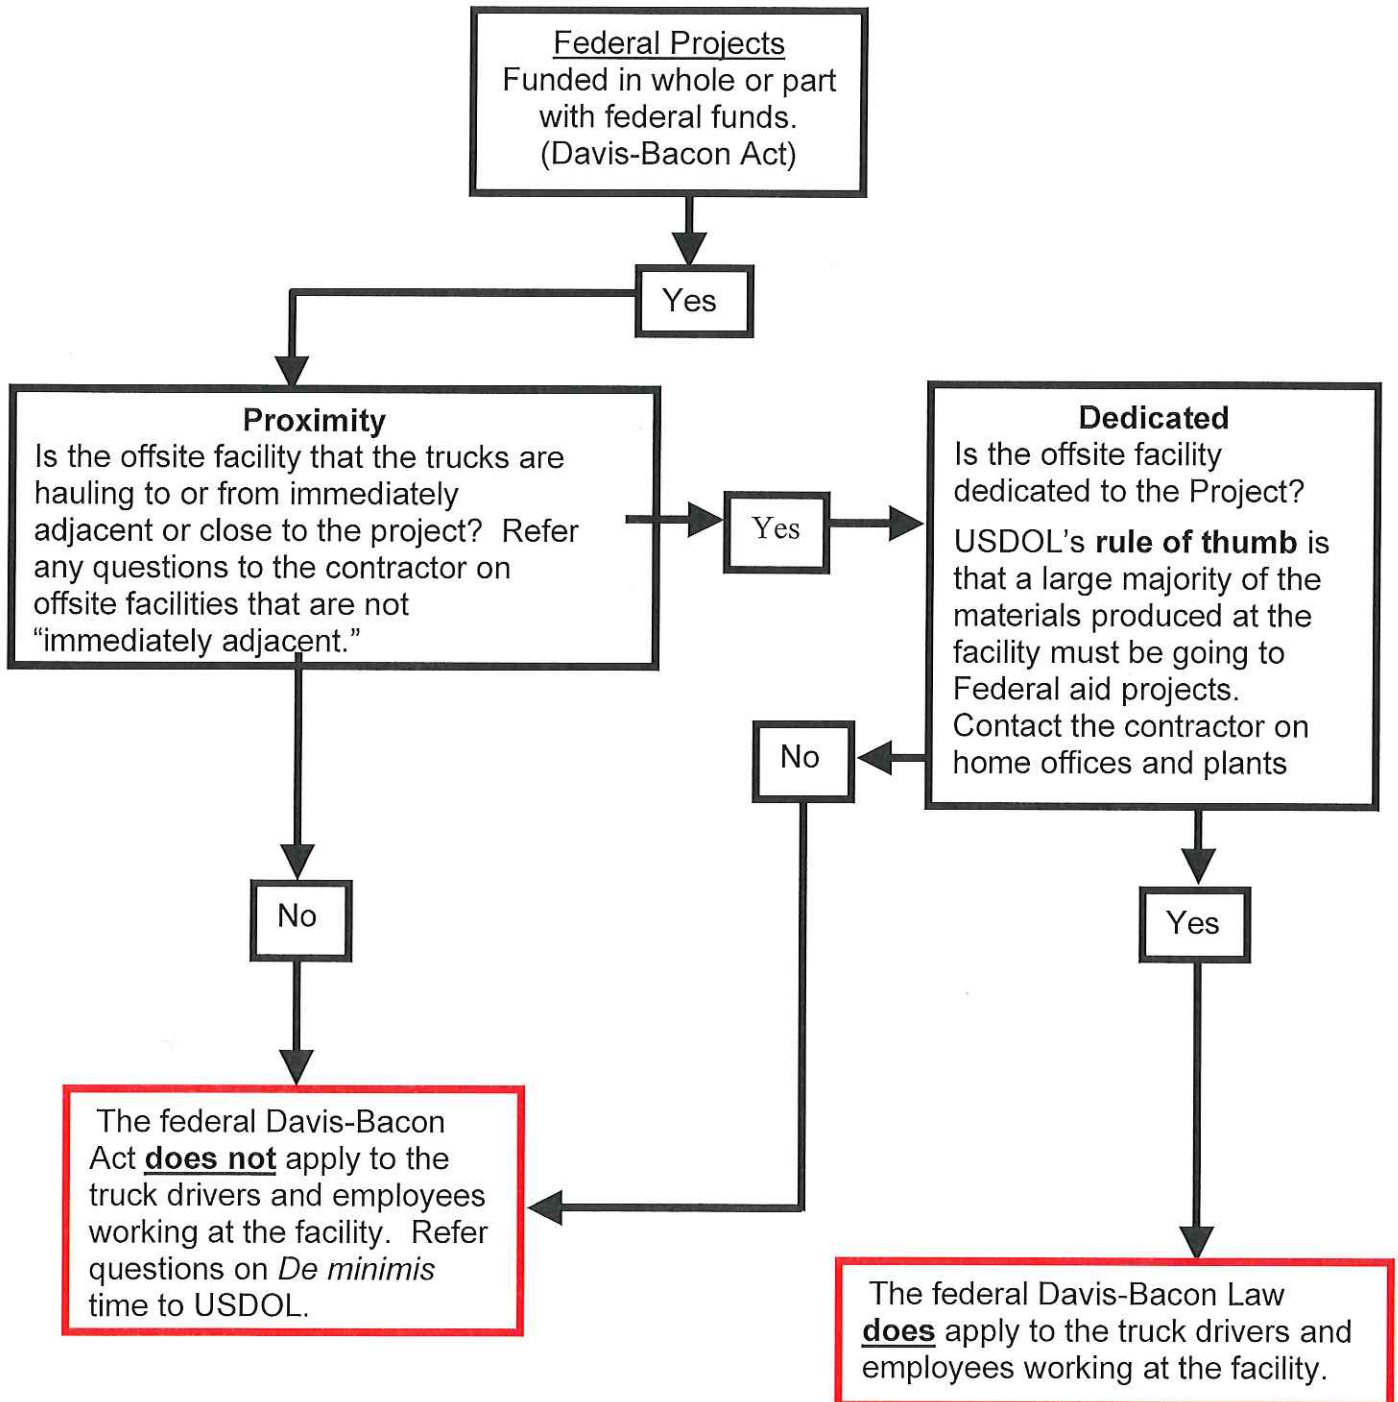 Federal Projects
Funded in whole or part
with federal funds.
(Davis-Bacon Act)
Yes
Proximity
Is the offsite facility that the trucks are
hauling to or from immediately
adjacent or close to the project?  Refer
any questions to the contractor on
offsite facilities that are not
“immediately adjacent.”
Yes
Dedicated
Is the offsite facility
dedicated to the Project?
USDOL’s rule of thumb is
that a large majority of the
materials produced at the
facility must be going to
Federal aid projects.
Contact the contractor on
home offices and plants
No
No
Yes
The federal Davis-Bacon
Act does not apply to the
truck drivers and employees
working at the facility.  Refer
questions on De minimis
time to USDOL.
The federal Davis-Bacon Law
does apply to the truck drivers and
employees working at the facility.